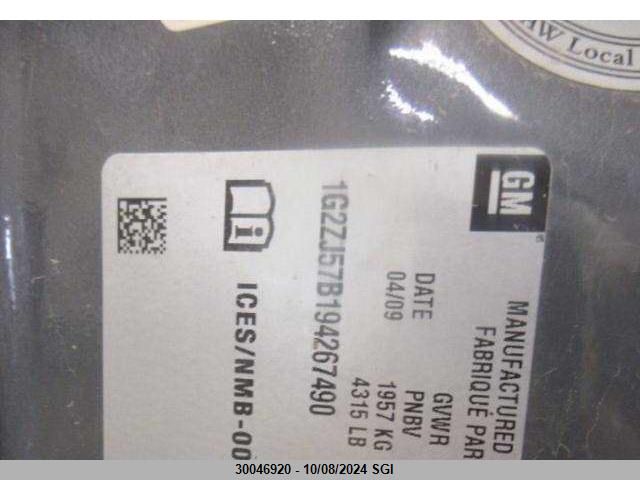 UAW Local
GM
MANUFACTURED
FABRIQUÉ PAR
DATE GVWR
04/09 PNBV
1957 KG
4315 LB
1G2ZJ57B194267490
i
ICES/NMB-00
30046920 - 10/08/2024 SGI